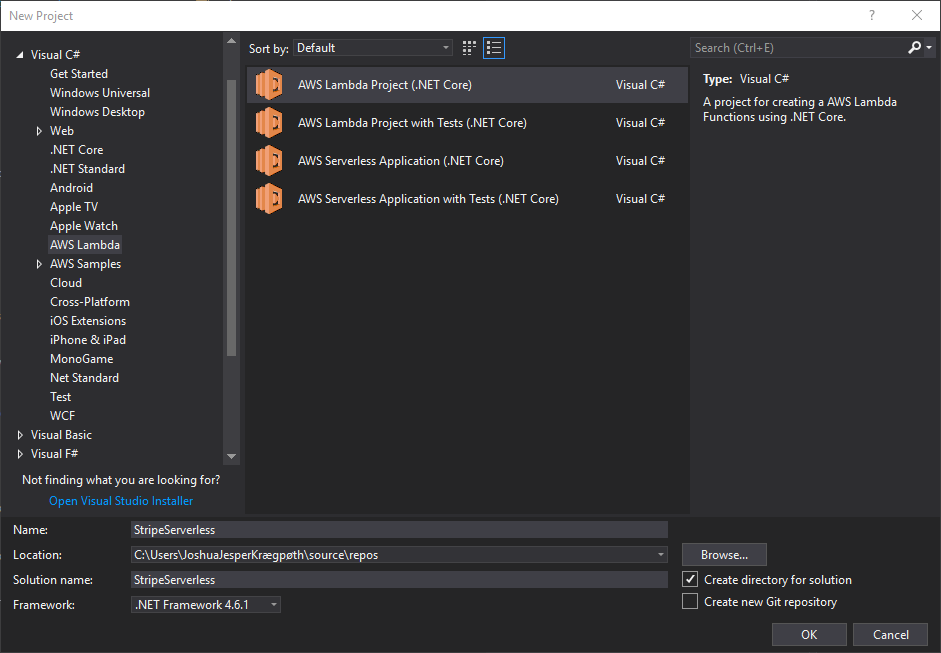 New Project
?
Visual C#
Get Started
Windows Universal
Windows Desktop
Web
.NET Core
.NET Standard
Android
Apple TV
Apple Watch
AWS Lambda
AWS Samples
Cloud
Cross-Platform
iOS Extensions
iPhone & iPad
MonoGame
Net Standard
Test
WCF
Visual Basic
Visual F#
Not finding what you are looking for?
Open Visual Studio Installer
Sort by: Default
AWS Lambda Project (.NET Core) Visual C#
AWS Lambda Project with Tests (.NET Core) Visual C#
AWS Serverless Application (.NET Core) Visual C#
AWS Serverless Application with Tests (.NET Core) Visual C#
Search (Ctrl+E)
Type: Visual C#
A project for creating a AWS Lambda
Functions using .NET Core.
Name: StripeServerless
Location: C:\Users\JoshuaJesperKrægpøth\source\repos
Browse...
Solution name: StripeServerless
Create directory for solution
Framework: .NET Framework 4.6.1
Create new Git repository
OK
Cancel